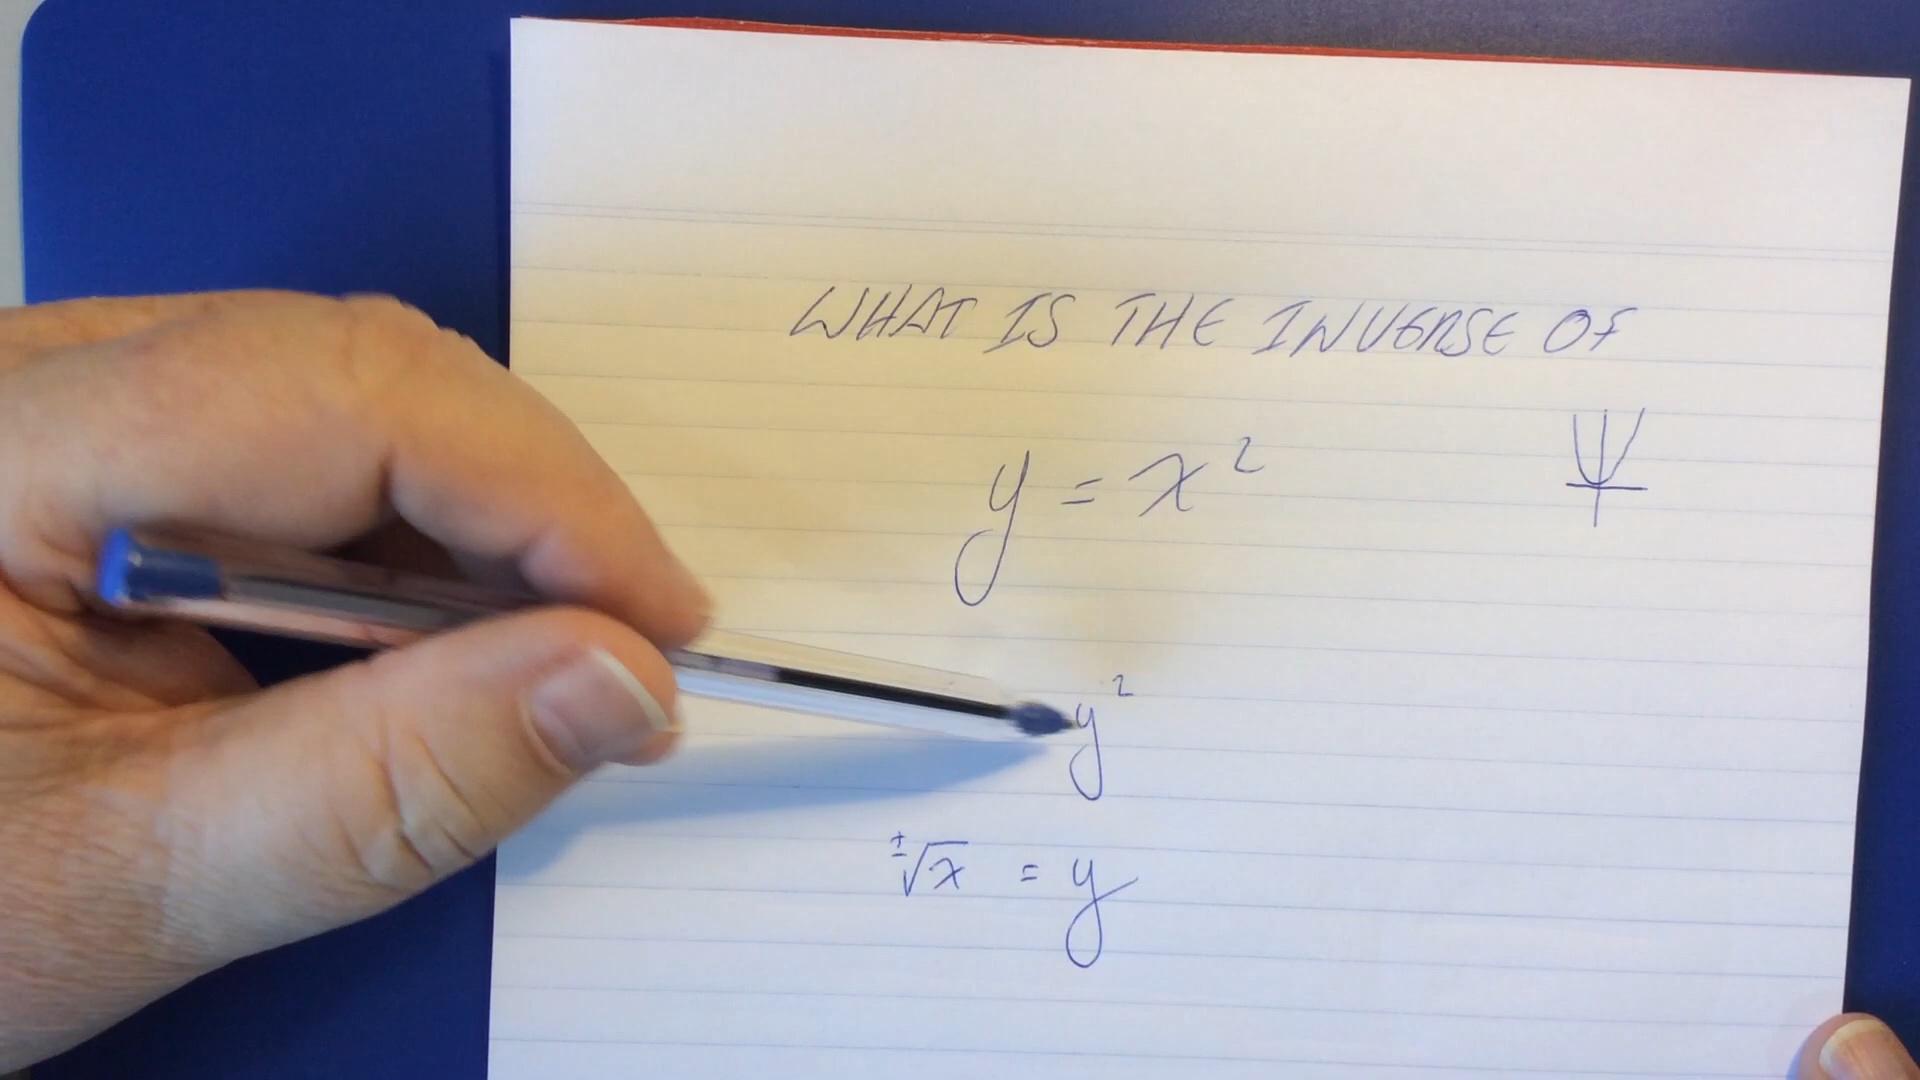 WHAT IS THE INVERSE OF
y = x²
y²
±√x = y